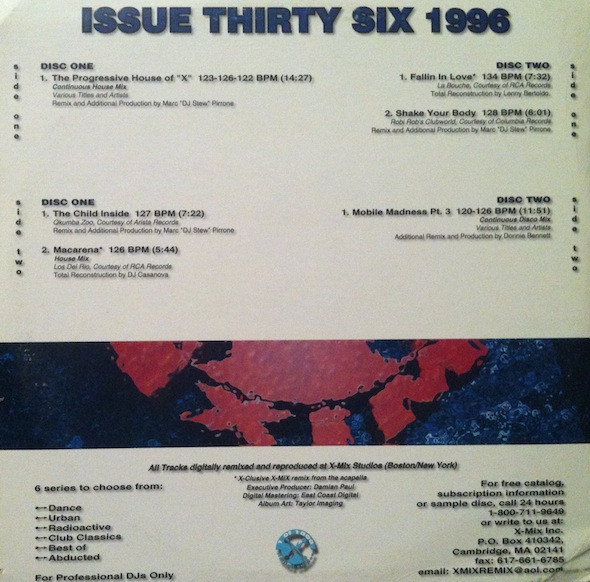 ISSUE THIRTY SIX 1996
DISC ONE
side one
1. The Progressive House of "X" 123-126-122 BPM (14:27)
Continuous House Mix
Various Titles and Artists.
Remix and Additional Production by Marc "DJ Stew" Pirrone.
DISC TWO
side one
1. Fallin In Love* 134 BPM (7:32)
La Bouche, Courtesy of RCA Records
Total Reconstruction by Lenny Bertoldo.
2. Shake Your Body 128 BPM (6:01)
Robi Rob's Clubworld, Courtesy of Columbia Records
Remix and Additional Production by Marc "DJ Stew" Pirrone.
DISC ONE
side two
1. The Child Inside 127 BPM (7:22)
Qkumba Zoo, Courtesy of Arista Records.
Remix and Additional Production by Marc "DJ Stew" Pirrone.
2. Macarena* 126 BPM (5:44)
House Mix
Los Del Rio, Courtesy of RCA Records.
Total Reconstruction by DJ Casanova.
DISC TWO
side two
1. Mobile Madness Pt. 3 120-126 BPM (11:51)
Continuous Disco Mix
Various Titles and Artists.
Additional Remix and Production by Donnie Bennett.
All Tracks digitally remixed and reproduced at X-Mix Studios (Boston/New York)
* X-Clusive X-MIX remix from the acapella
Executive Producer: Damian Paul
Digital Mastering: East Coast Digital
Album Art: Taylor Imaging
6 series to choose from:
Dance
Urban
Radioactive
Club Classics
Best of
Abducted
For Professional DJs Only
For free catalog,
subscription information
or sample disc, call 24 hours
1-800-711-9649
or write to us at:
X-Mix Inc.
P.O. Box 410342,
Cambridge, MA 02141
fax: 617-661-6785
email: XMIXREMIX@aol.com